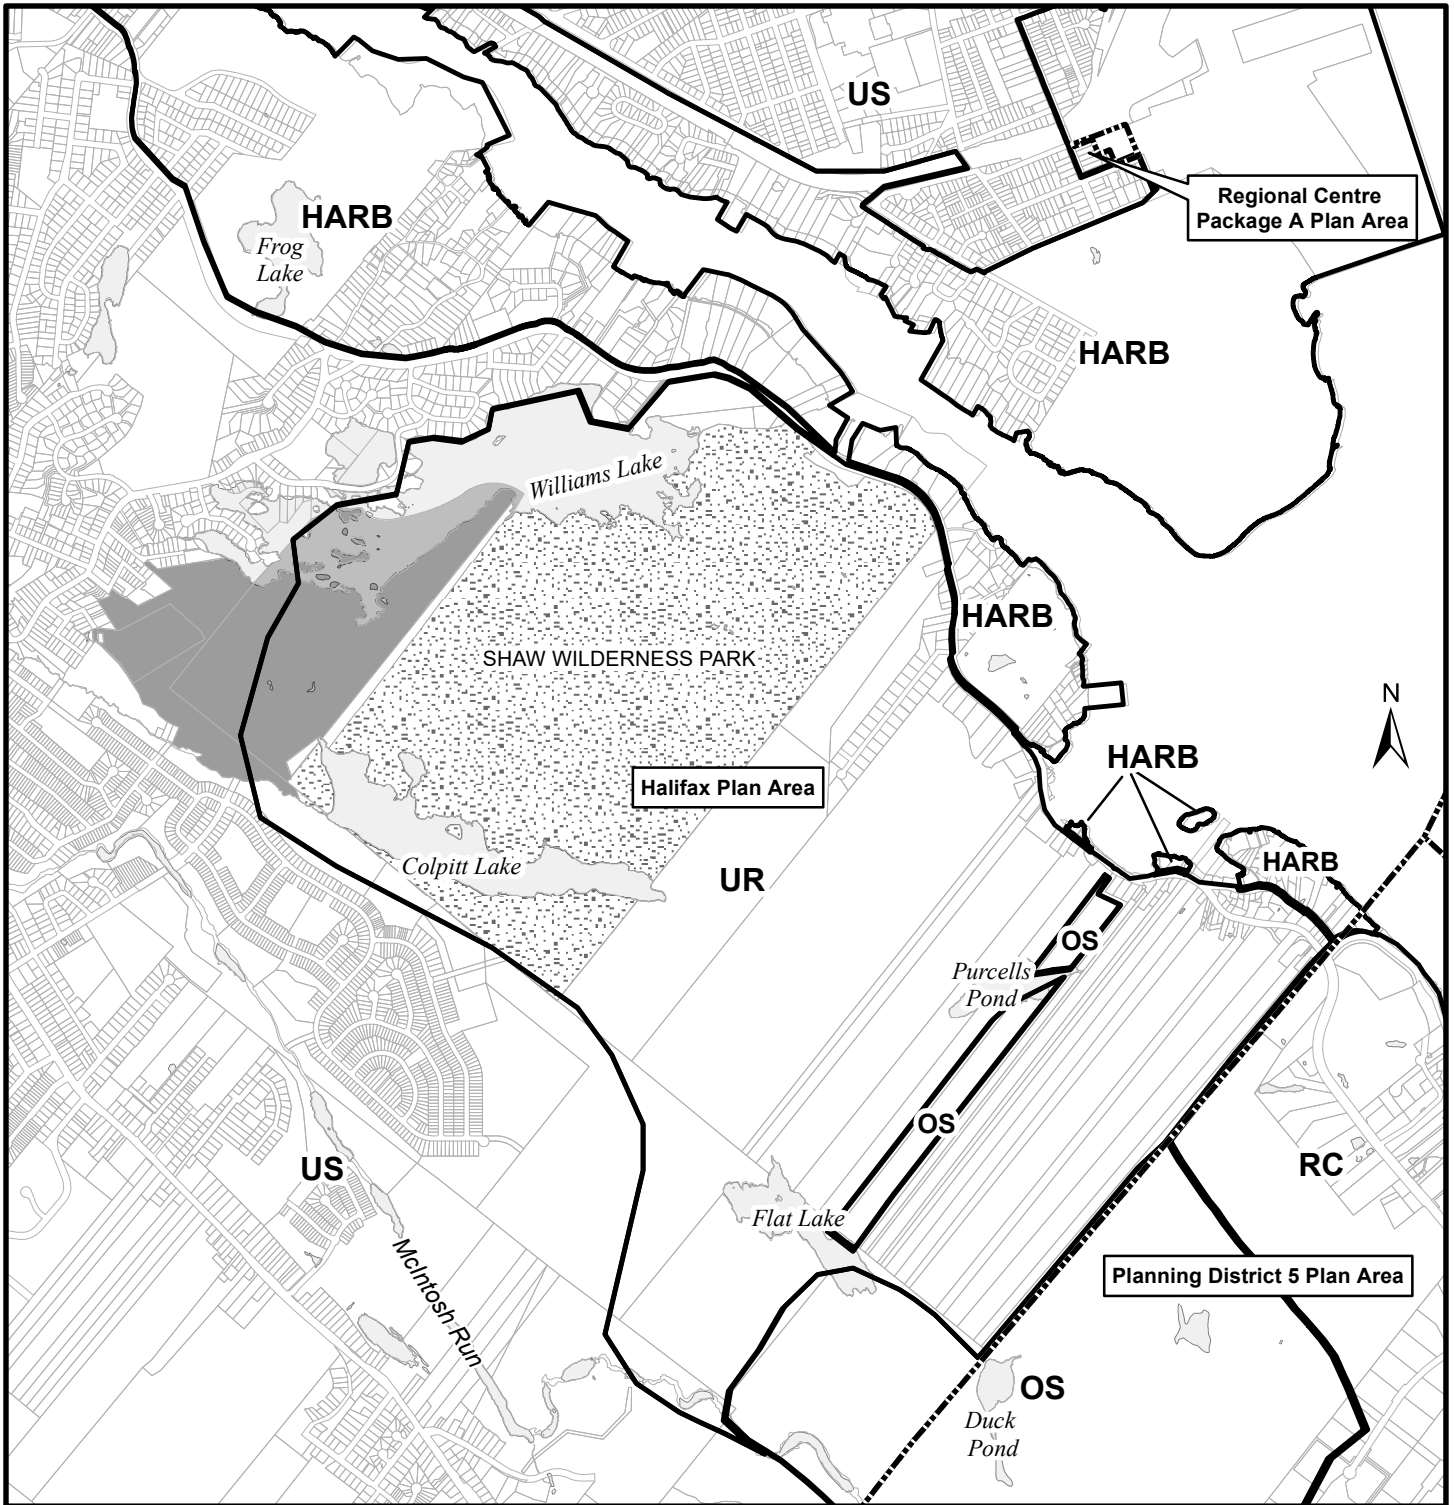 US
Regional Centre
Package A Plan Area
HARB
Frog
Lake
HARB
Williams Lake
HARB
SHAW WILDERNESS PARK
N
HARB
Halifax Plan Area
Colpitt Lake
UR
HARB
OS
Purcells
Pond
OS
US
RC
Flat Lake
McIntosh Run
Planning District 5 Plan Area
OS
Duck
Pond